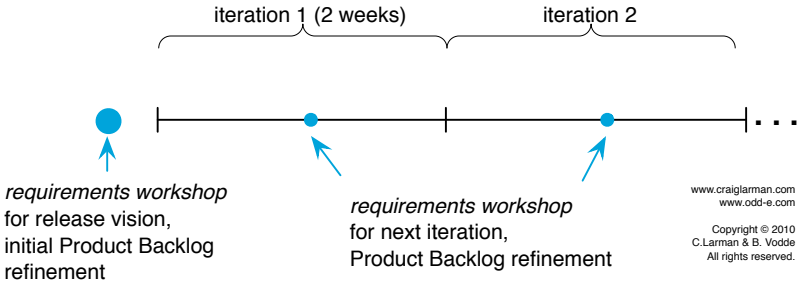 iteration 1 (2 weeks)
iteration 2
. . .
requirements workshop
for release vision,
initial Product Backlog
refinement
requirements workshop
for next iteration,
Product Backlog refinement
www.craiglarman.com
www.odd-e.com
Copyright © 2010
C.Larman & B. Vodde
All rights reserved.